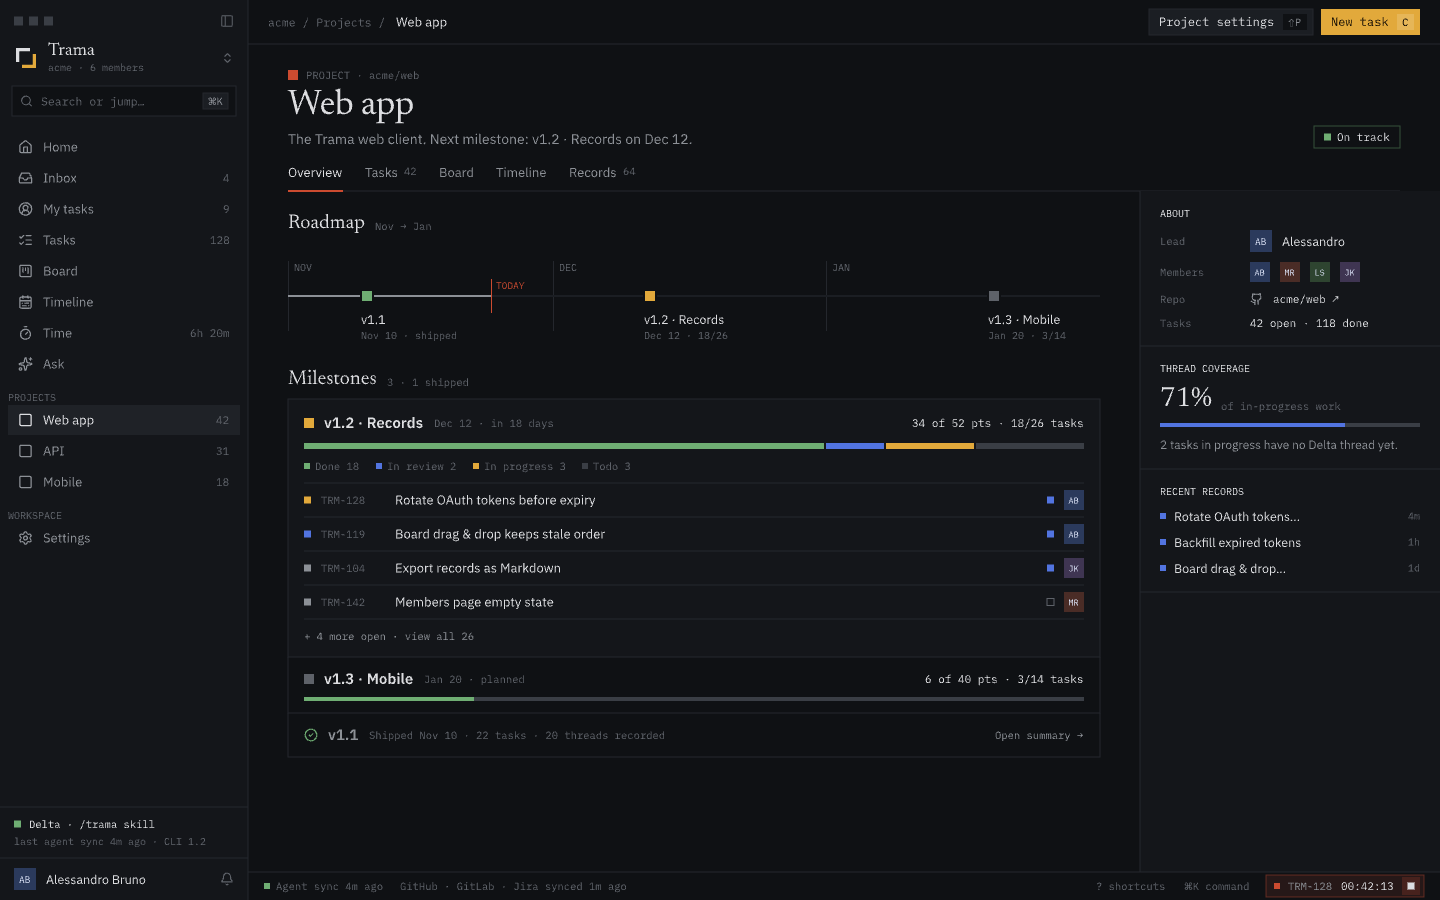 Trama
acme · 6 members
Search or jump…
⌘K
Home
Inbox 4
My tasks 9
Tasks 128
Board
Timeline
Time 6h 20m
Ask
PROJECTS
Web app 42
API 31
Mobile 18
WORKSPACE
Settings
Delta · /trama skill
last agent sync 4m ago · CLI 1.2
AB Alessandro Bruno
acme / Projects / Web app
Project settings ⇧P
New task C
PROJECT · acme/web
Web app
The Trama web client. Next milestone: v1.2 · Records on Dec 12.
On track
Overview
Tasks 42
Board
Timeline
Records 64
Roadmap Nov → Jan
NOV
DEC
JAN
TODAY
v1.1
Nov 10 · shipped
v1.2 · Records
Dec 12 · 18/26
v1.3 · Mobile
Jan 20 · 3/14
Milestones 3 · 1 shipped
v1.2 · Records Dec 12 · in 18 days 34 of 52 pts · 18/26 tasks
Done 18 In review 2 In progress 3 Todo 3
TRM-128 Rotate OAuth tokens before expiry AB
TRM-119 Board drag & drop keeps stale order AB
TRM-104 Export records as Markdown JK
TRM-142 Members page empty state MR
+ 4 more open · view all 26
v1.3 · Mobile Jan 20 · planned 6 of 40 pts · 3/14 tasks
v1.1 Shipped Nov 10 · 22 tasks · 20 threads recorded Open summary →
ABOUT
Lead AB Alessandro
Members AB MR LS JK
Repo acme/web ↗
Tasks 42 open · 118 done
THREAD COVERAGE
71% of in-progress work
2 tasks in progress have no Delta thread yet.
RECENT RECORDS
Rotate OAuth tokens… 4m
Backfill expired tokens 1h
Board drag & drop… 1d
Agent sync 4m ago GitHub · GitLab · Jira synced 1m ago
? shortcuts ⌘K command TRM-128 00:42:13